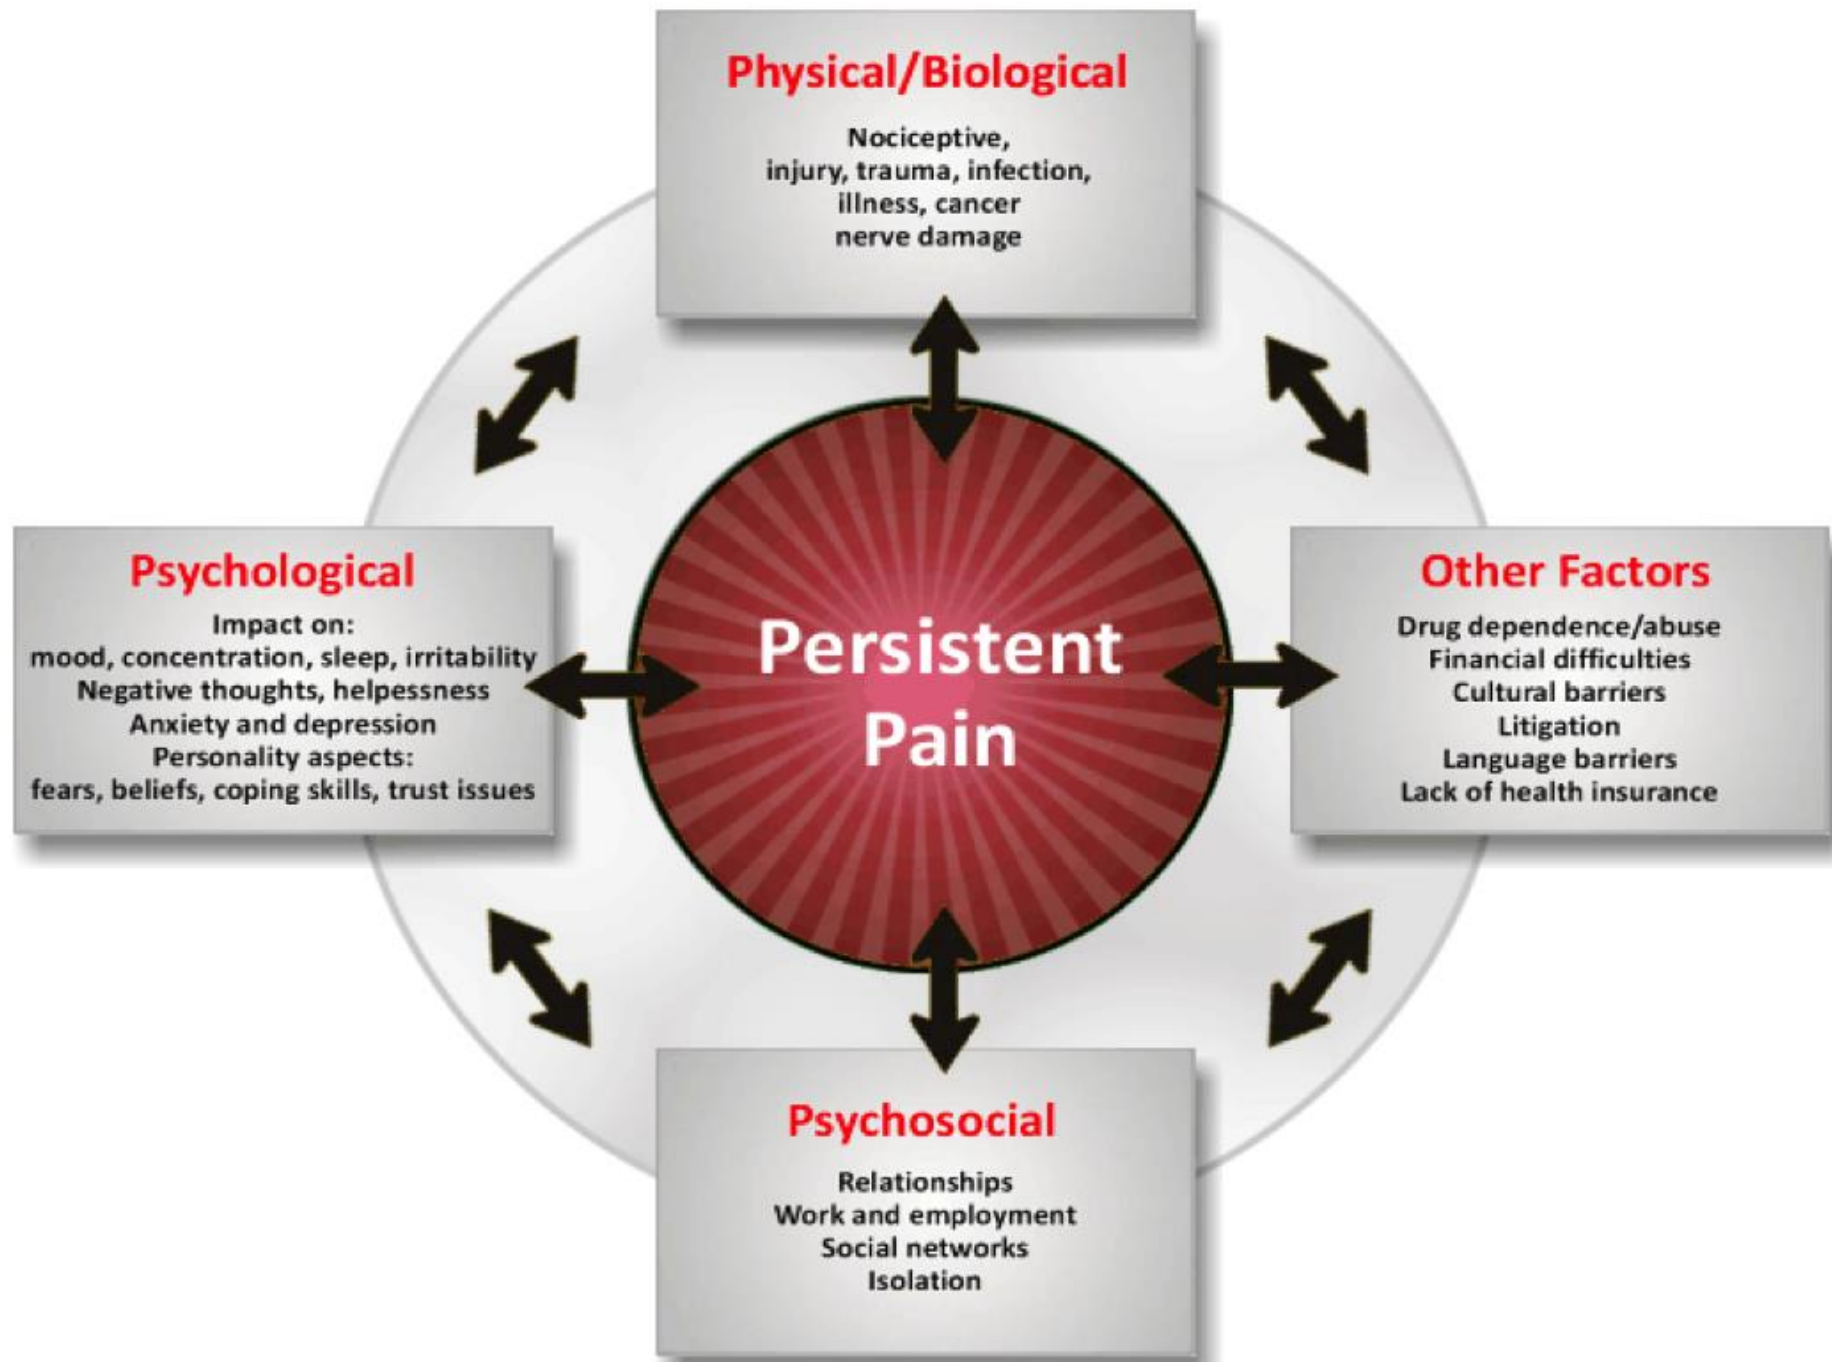 Physical/Biological
Nociceptive,
injury, trauma, infection,
illness, cancer
nerve damage
Psychological
Impact on:
mood, concentration, sleep, irritability
Negative thoughts, helpessness
Anxiety and depression
Personality aspects:
fears, beliefs, coping skills, trust issues
Persistent
Pain
Other Factors
Drug dependence/abuse
Financial difficulties
Cultural barriers
Litigation
Language barriers
Lack of health insurance
Psychosocial
Relationships
Work and employment
Social networks
Isolation